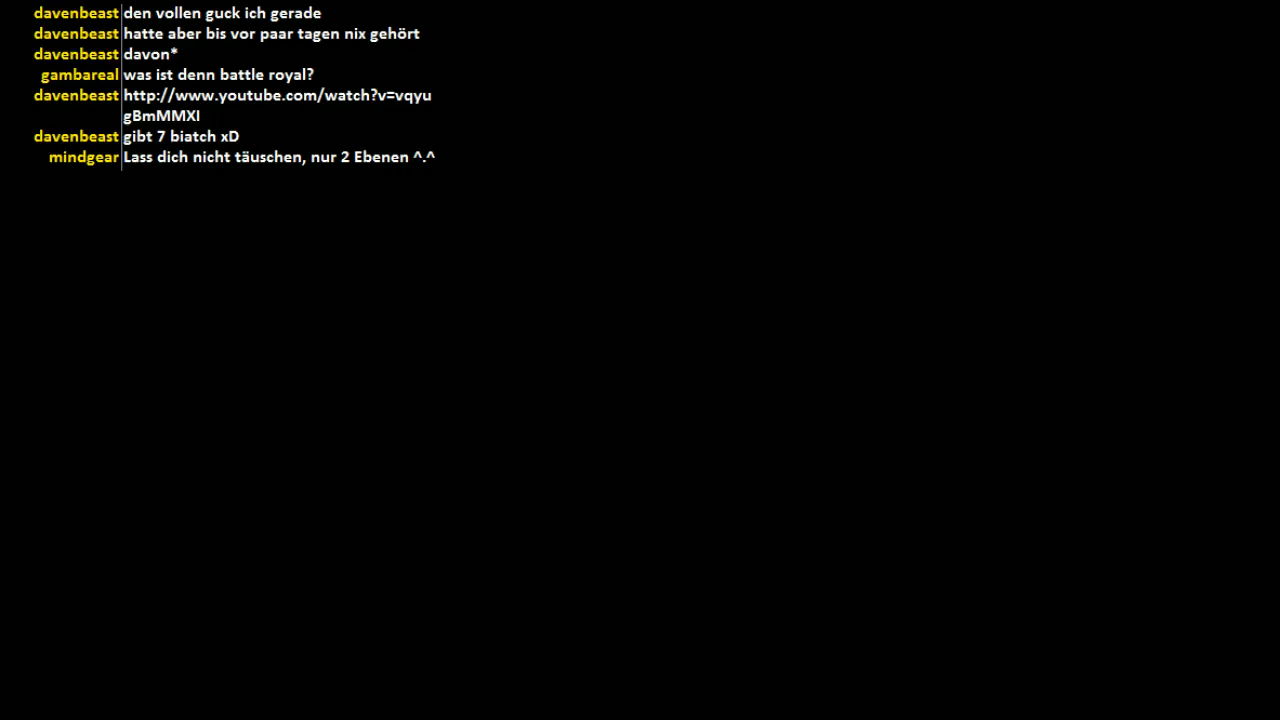 davenbeast den vollen guck ich gerade
davenbeast hatte aber bis vor paar tagen nix gehört
davenbeast davon*
gambareal was ist denn battle royal?
davenbeast http://www.youtube.com/watch?v=vqyu
gBmMMXI
davenbeast gibt 7 biatch xD
mindgear Lass dich nicht täuschen, nur 2 Ebenen ^.^